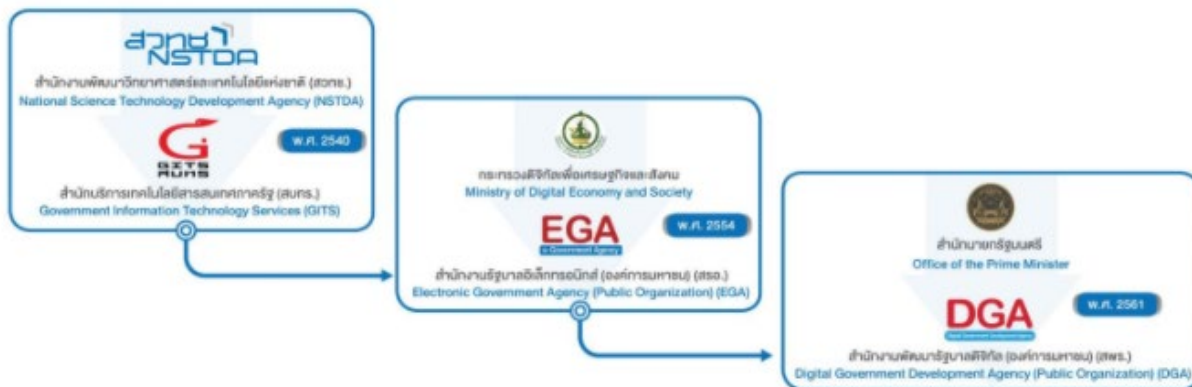 สวทช
NSTDA
สำนักงานพัฒนาวิทยาศาสตร์และเทคโนโลยีแห่งชาติ (สวทช.)
National Science Technology Development Agency (NSTDA)
พ.ศ. 2540
GITS
สบทร
สำนักบริการเทคโนโลยีสารสนเทศภาครัฐ (สบทร.)
Government Information Technology Services (GITS)
กระทรวงดิจิทัลเพื่อเศรษฐกิจและสังคม
Ministry of Digital Economy and Society
EGA
e-Government Agency
พ.ศ. 2554
สำนักงานรัฐบาลอิเล็กทรอนิกส์ (องค์การมหาชน) (สรอ.)
Electronic Government Agency (Public Organization) (EGA)
สำนักนายกรัฐมนตรี
Office of the Prime Minister
DGA
พ.ศ. 2561
สำนักงานพัฒนารัฐบาลดิจิทัล (องค์การมหาชน) (สพร.)
Digital Government Development Agency (Public Organization) (DGA)